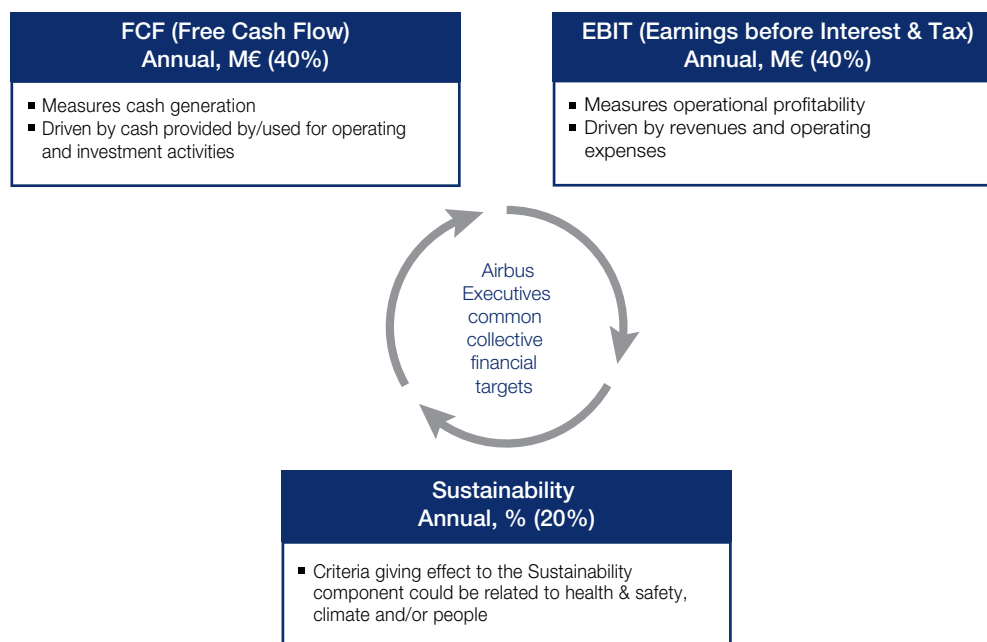 FCF (Free Cash Flow)
Annual, M€ (40%)
▪ Measures cash generation
▪ Driven by cash provided by/used for operating
and investment activities
EBIT (Earnings before Interest & Tax)
Annual, M€ (40%)
▪ Measures operational profitability
▪ Driven by revenues and operating
expenses
Airbus
Executives
common
collective
financial
targets
Sustainability
Annual, % (20%)
▪ Criteria giving effect to the Sustainability
component could be related to health & safety,
climate and/or people